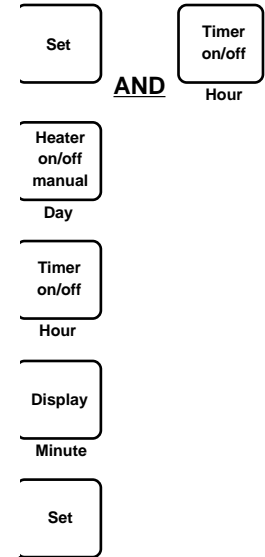 Set
AND
Timer
on/off
Hour
Heater
on/off
manual
Day
Timer
on/off
Hour
Display
Minute
Set